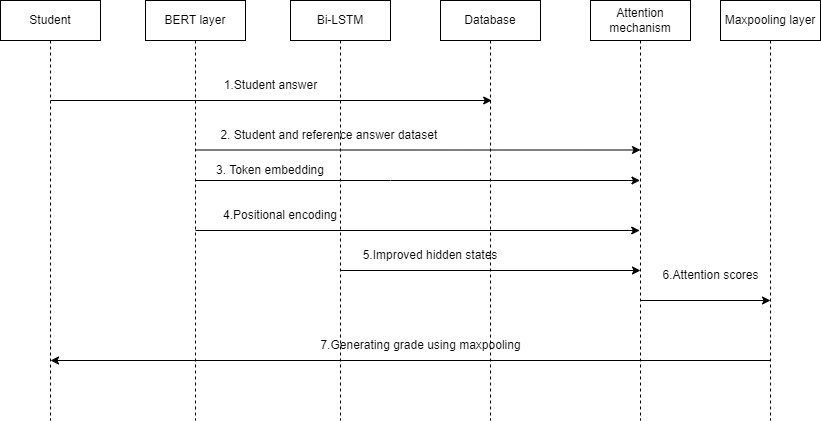 Student
BERT layer
Bi-LSTM
Database
Attention
mechanism
Maxpooling layer
1.Student answer
2. Student and reference answer dataset
3. Token embedding
4.Positional encoding
5.Improved hidden states
6.Attention scores
7.Generating grade using maxpooling